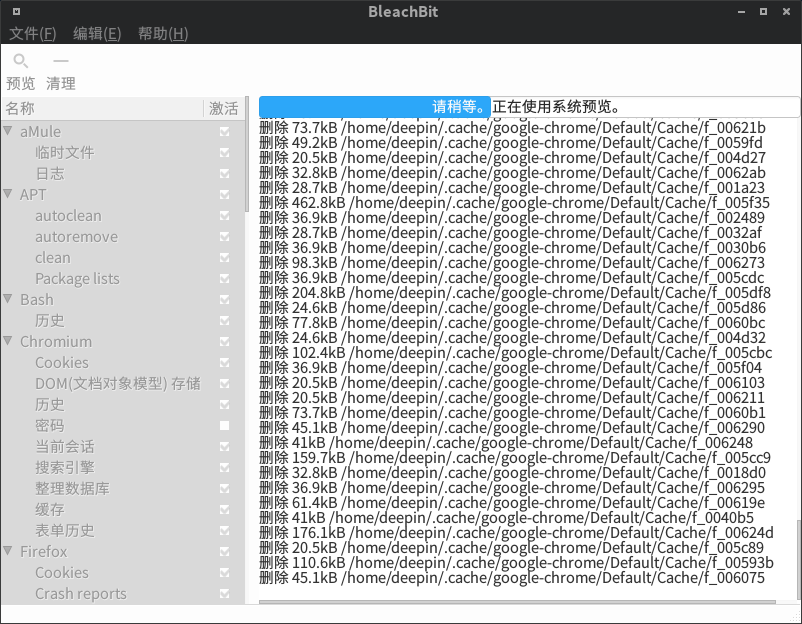 BleachBit
文件(F) 编辑(E) 帮助(H)
预览 清理
名称 激活
aMule
临时文件
日志
APT
autoclean
autoremove
clean
Package lists
Bash
历史
Chromium
Cookies
DOM(文档对象模型) 存储
历史
密码
当前会话
搜索引擎
整理数据库
缓存
表单历史
Firefox
Cookies
Crash reports
请稍等。正在使用系统预览。
删除 73.7kB /home/deepin/.cache/google-chrome/Default/Cache/f_00621b
删除 49.2kB /home/deepin/.cache/google-chrome/Default/Cache/f_0059fd
删除 20.5kB /home/deepin/.cache/google-chrome/Default/Cache/f_004d27
删除 32.8kB /home/deepin/.cache/google-chrome/Default/Cache/f_0062ab
删除 28.7kB /home/deepin/.cache/google-chrome/Default/Cache/f_001a23
删除 462.8kB /home/deepin/.cache/google-chrome/Default/Cache/f_005f35
删除 36.9kB /home/deepin/.cache/google-chrome/Default/Cache/f_002489
删除 28.7kB /home/deepin/.cache/google-chrome/Default/Cache/f_0032af
删除 36.9kB /home/deepin/.cache/google-chrome/Default/Cache/f_0030b6
删除 98.3kB /home/deepin/.cache/google-chrome/Default/Cache/f_006273
删除 36.9kB /home/deepin/.cache/google-chrome/Default/Cache/f_005cdc
删除 204.8kB /home/deepin/.cache/google-chrome/Default/Cache/f_005df8
删除 24.6kB /home/deepin/.cache/google-chrome/Default/Cache/f_005d86
删除 77.8kB /home/deepin/.cache/google-chrome/Default/Cache/f_0060bc
删除 24.6kB /home/deepin/.cache/google-chrome/Default/Cache/f_004d32
删除 102.4kB /home/deepin/.cache/google-chrome/Default/Cache/f_005cbc
删除 36.9kB /home/deepin/.cache/google-chrome/Default/Cache/f_005f04
删除 20.5kB /home/deepin/.cache/google-chrome/Default/Cache/f_006103
删除 20.5kB /home/deepin/.cache/google-chrome/Default/Cache/f_006211
删除 73.7kB /home/deepin/.cache/google-chrome/Default/Cache/f_0060b1
删除 45.1kB /home/deepin/.cache/google-chrome/Default/Cache/f_006290
删除 41kB /home/deepin/.cache/google-chrome/Default/Cache/f_006248
删除 159.7kB /home/deepin/.cache/google-chrome/Default/Cache/f_005cc9
删除 32.8kB /home/deepin/.cache/google-chrome/Default/Cache/f_0018d0
删除 36.9kB /home/deepin/.cache/google-chrome/Default/Cache/f_006295
删除 61.4kB /home/deepin/.cache/google-chrome/Default/Cache/f_00619e
删除 41kB /home/deepin/.cache/google-chrome/Default/Cache/f_0040b5
删除 176.1kB /home/deepin/.cache/google-chrome/Default/Cache/f_00624d
删除 20.5kB /home/deepin/.cache/google-chrome/Default/Cache/f_005c89
删除 110.6kB /home/deepin/.cache/google-chrome/Default/Cache/f_00593b
删除 45.1kB /home/deepin/.cache/google-chrome/Default/Cache/f_006075